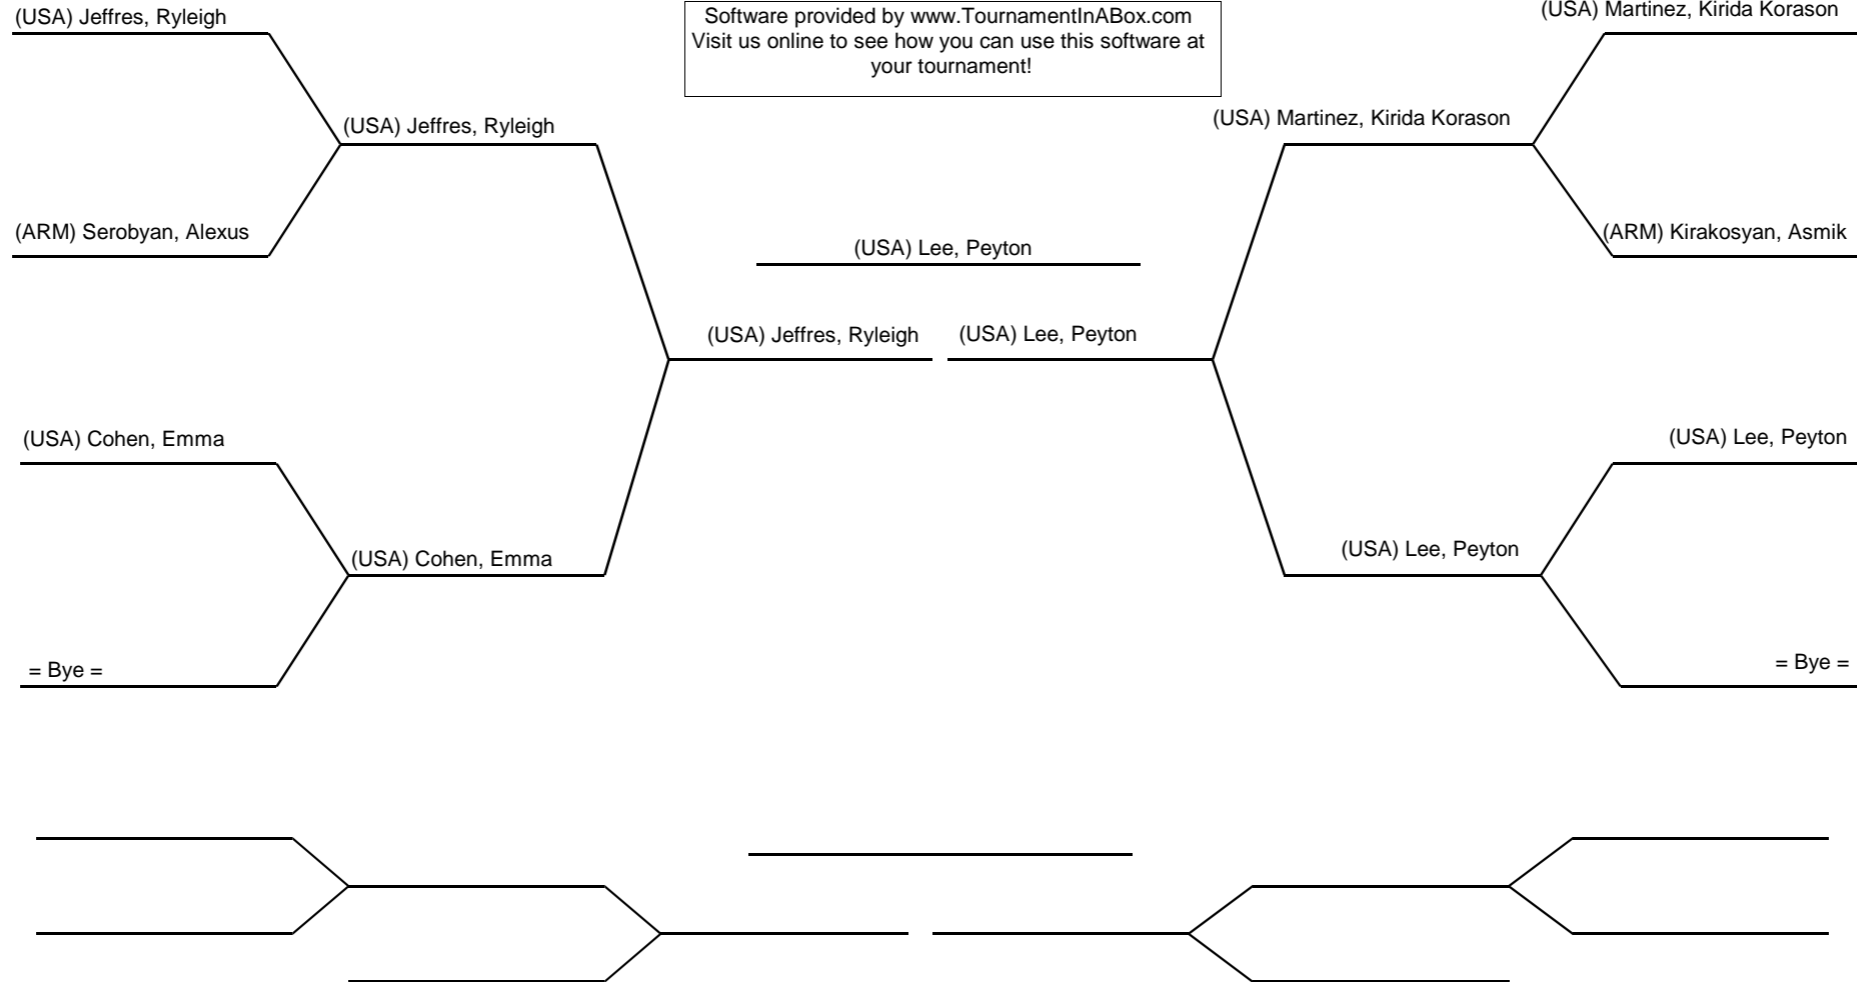 (USA) Jeffres, Ryleigh
Software provided by www.TournamentInABox.com
Visit us online to see how you can use this software at
your tournament!
(USA) Martinez, Kirida Korason
(USA) Jeffres, Ryleigh
(USA) Martinez, Kirida Korason
(ARM) Serobyan, Alexus
(USA) Lee, Peyton
(ARM) Kirakosyan, Asmik
(USA) Jeffres, Ryleigh
(USA) Lee, Peyton
(USA) Cohen, Emma
(USA) Lee, Peyton
(USA) Cohen, Emma
(USA) Lee, Peyton
= Bye =
= Bye =